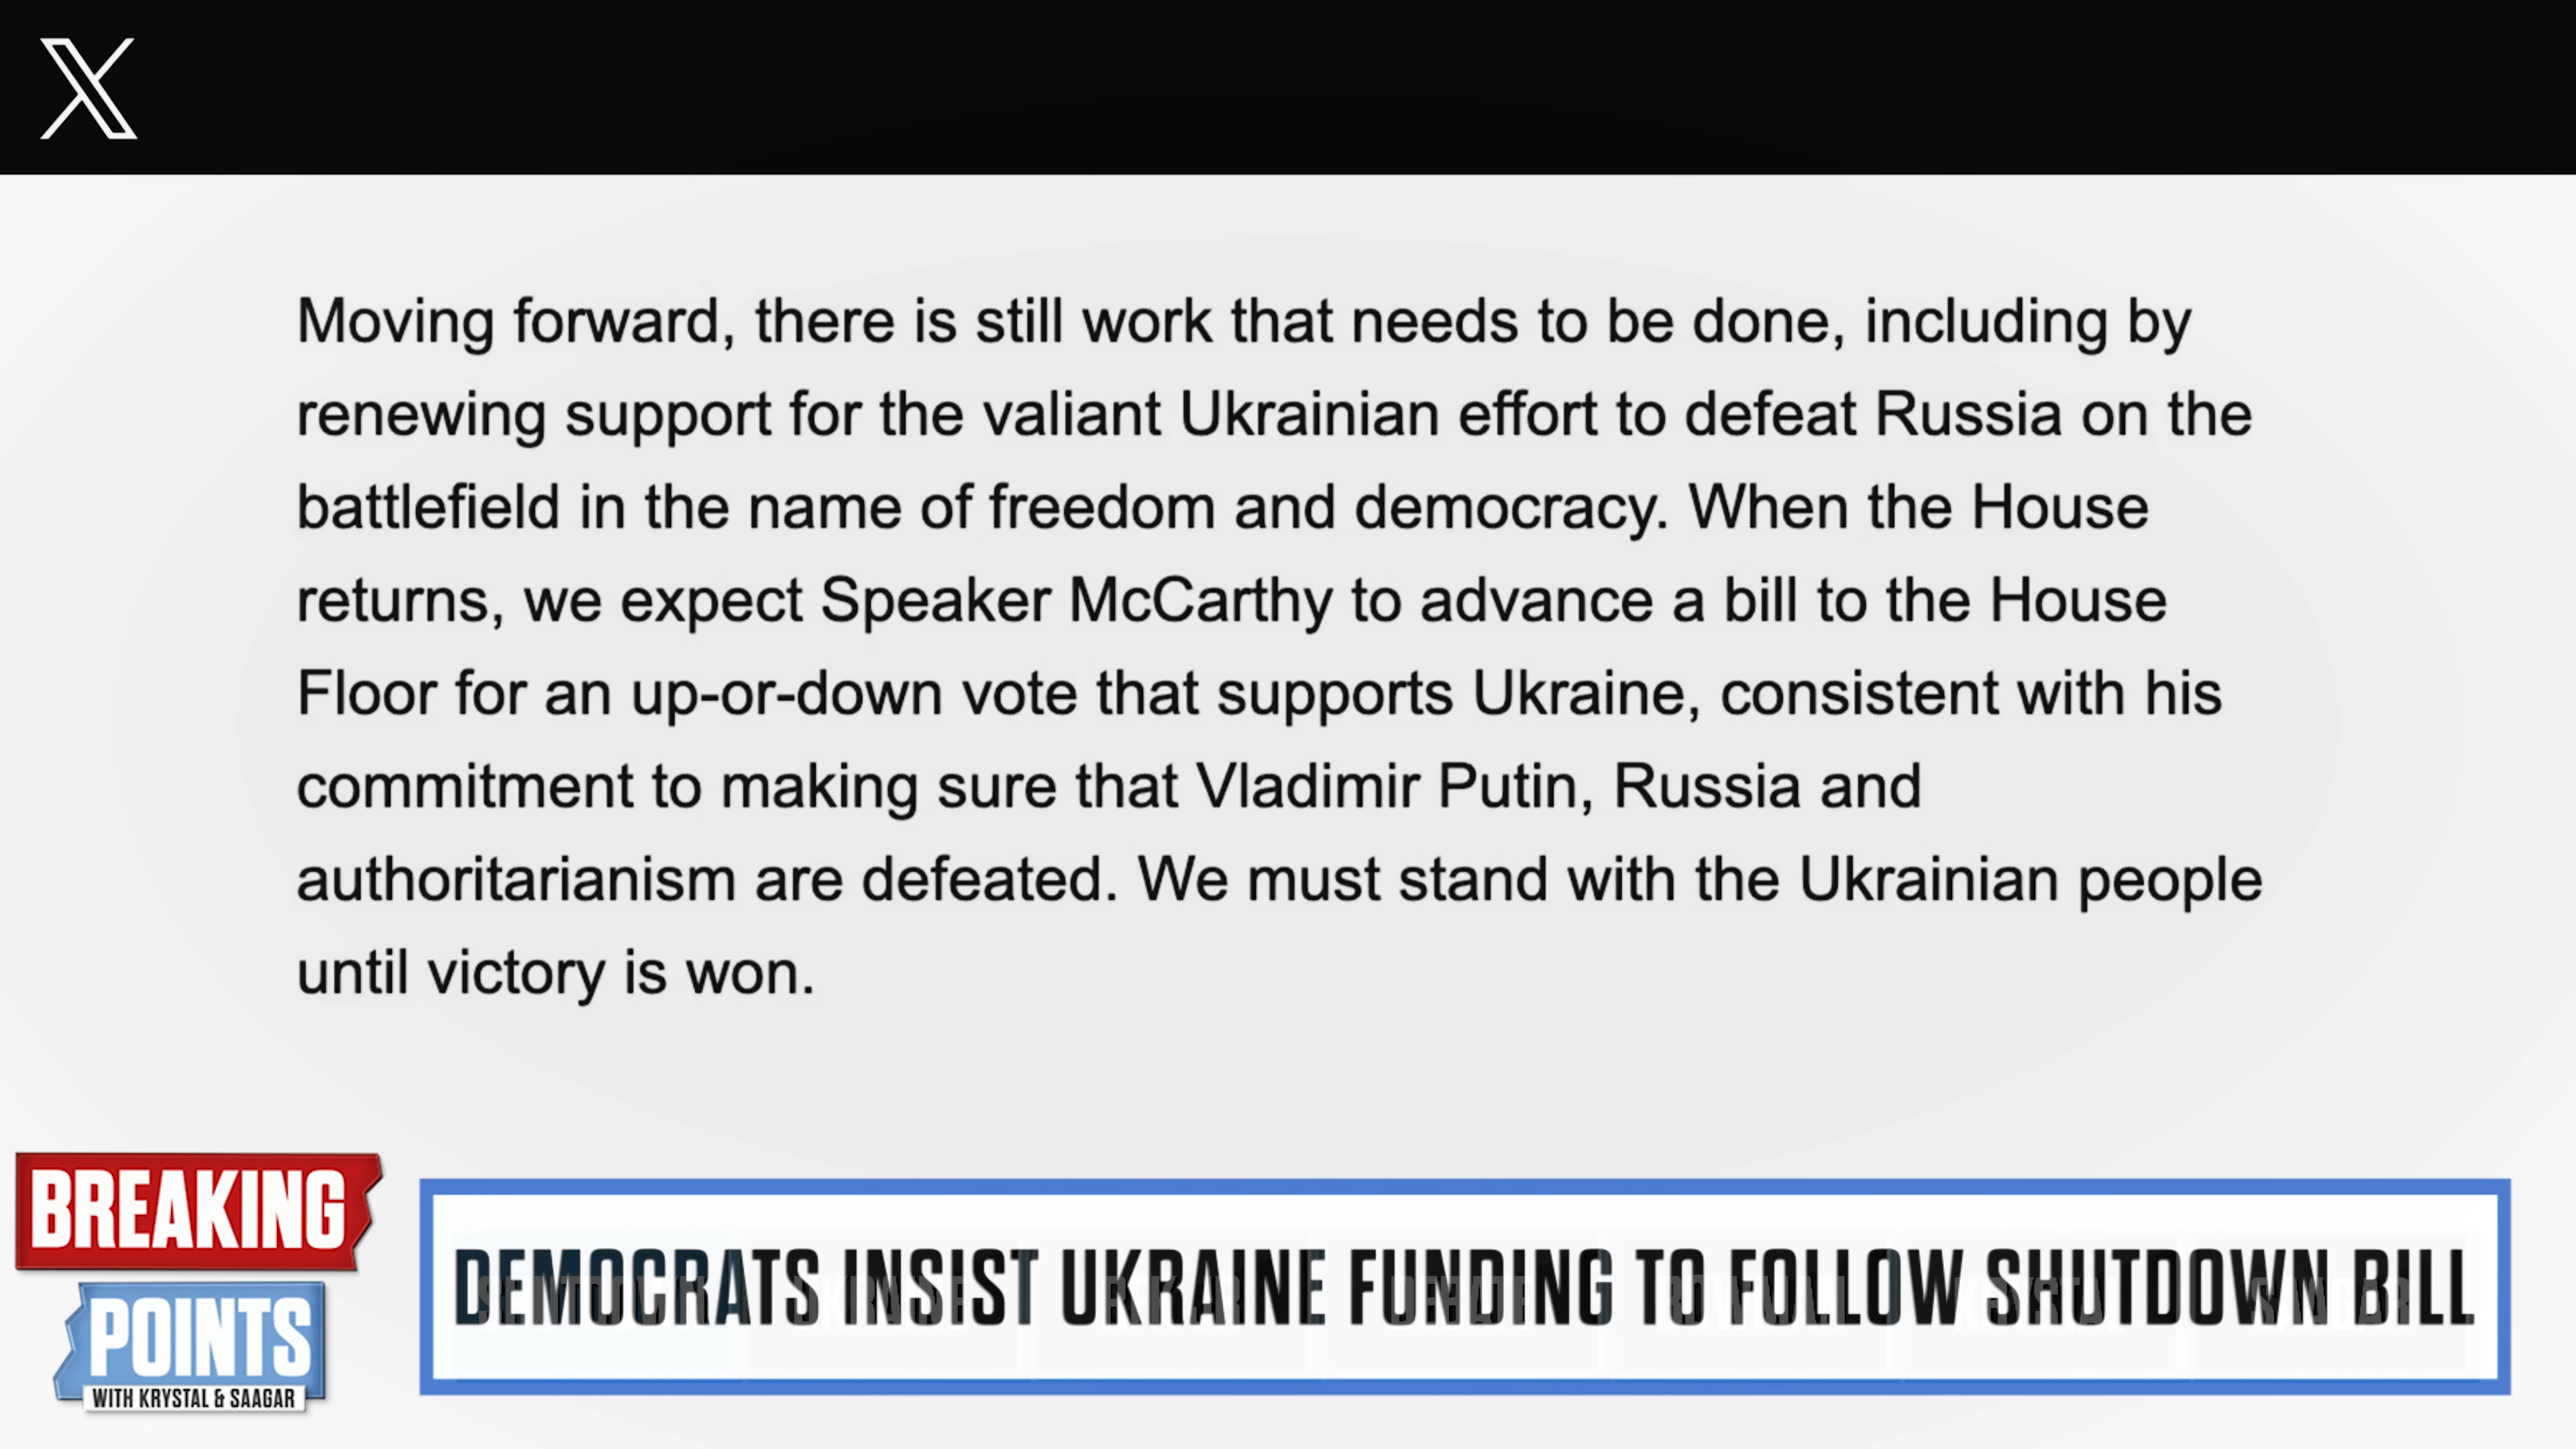 Moving forward, there is still work that needs to be done, including by
renewing support for the valiant Ukrainian effort to defeat Russia on the
battlefield in the name of freedom and democracy. When the House
returns, we expect Speaker McCarthy to advance a bill to the House
Floor for an up-or-down vote that supports Ukraine, consistent with his
commitment to making sure that Vladimir Putin, Russia and
authoritarianism are defeated. We must stand with the Ukrainian people
until victory is won.
BREAKING
POINTS
WITH KRYSTAL & SAAGAR
DEMOCRATS INSIST UKRAINE FUNDING TO FOLLOW SHUTDOWN BILL